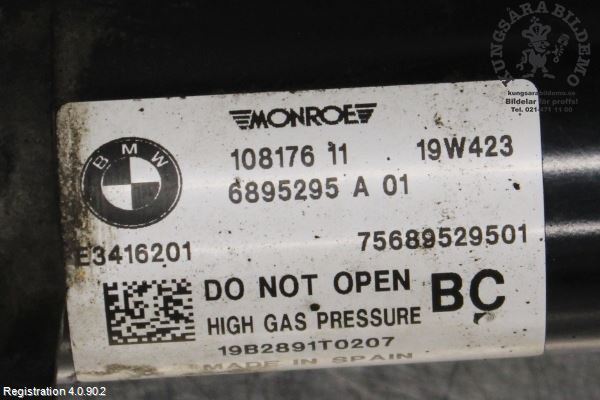 KUNGSÅRA BILDEMO
kungsarabildemo.se
Bildelar för proffs!
MONROE
BMW
108176 11 19W423
6895295 A 01
E3416201 75689529501
DO NOT OPEN BC
HIGH GAS PRESSURE
19B2891T0207
MADE IN SPAIN
Registration 4.0.90.2